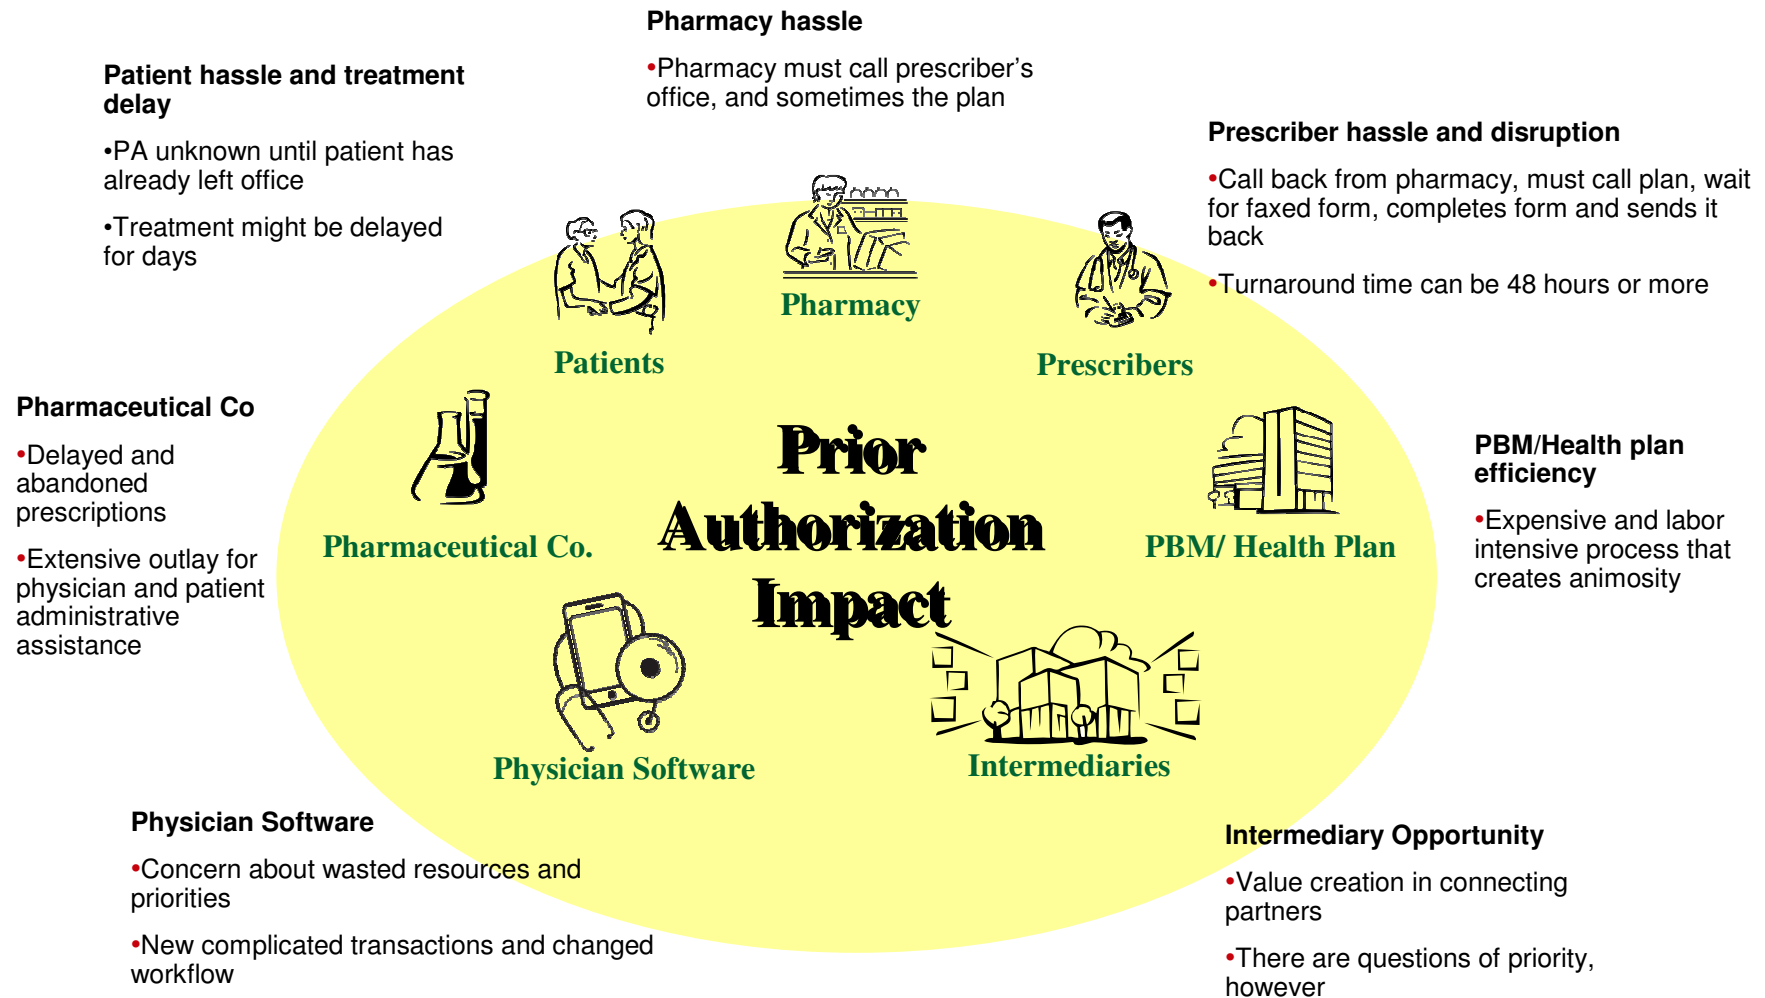 Pharmacy hassle
•Pharmacy must call prescriber's
office, and sometimes the plan
Patient hassle and treatment
delay
•PA unknown until patient has
already left office
•Treatment might be delayed
for days
Prescriber hassle and disruption
•Call back from pharmacy, must call plan, wait
for faxed form, completes form and sends it
back
•Turnaround time can be 48 hours or more
Pharmacy
Patients
Prescribers
Pharmaceutical Co
•Delayed and
abandoned
prescriptions
•Extensive outlay for
physician and patient
administrative
assistance
Pharmaceutical Co.
Prior
Authorization
Impact
PBM/ Health Plan
PBM/Health plan
efficiency
•Expensive and labor
intensive process that
creates animosity
Physician Software
Intermediaries
Physician Software
•Concern about wasted resources and
priorities
•New complicated transactions and changed
workflow
Intermediary Opportunity
•Value creation in connecting
partners
•There are questions of priority,
however